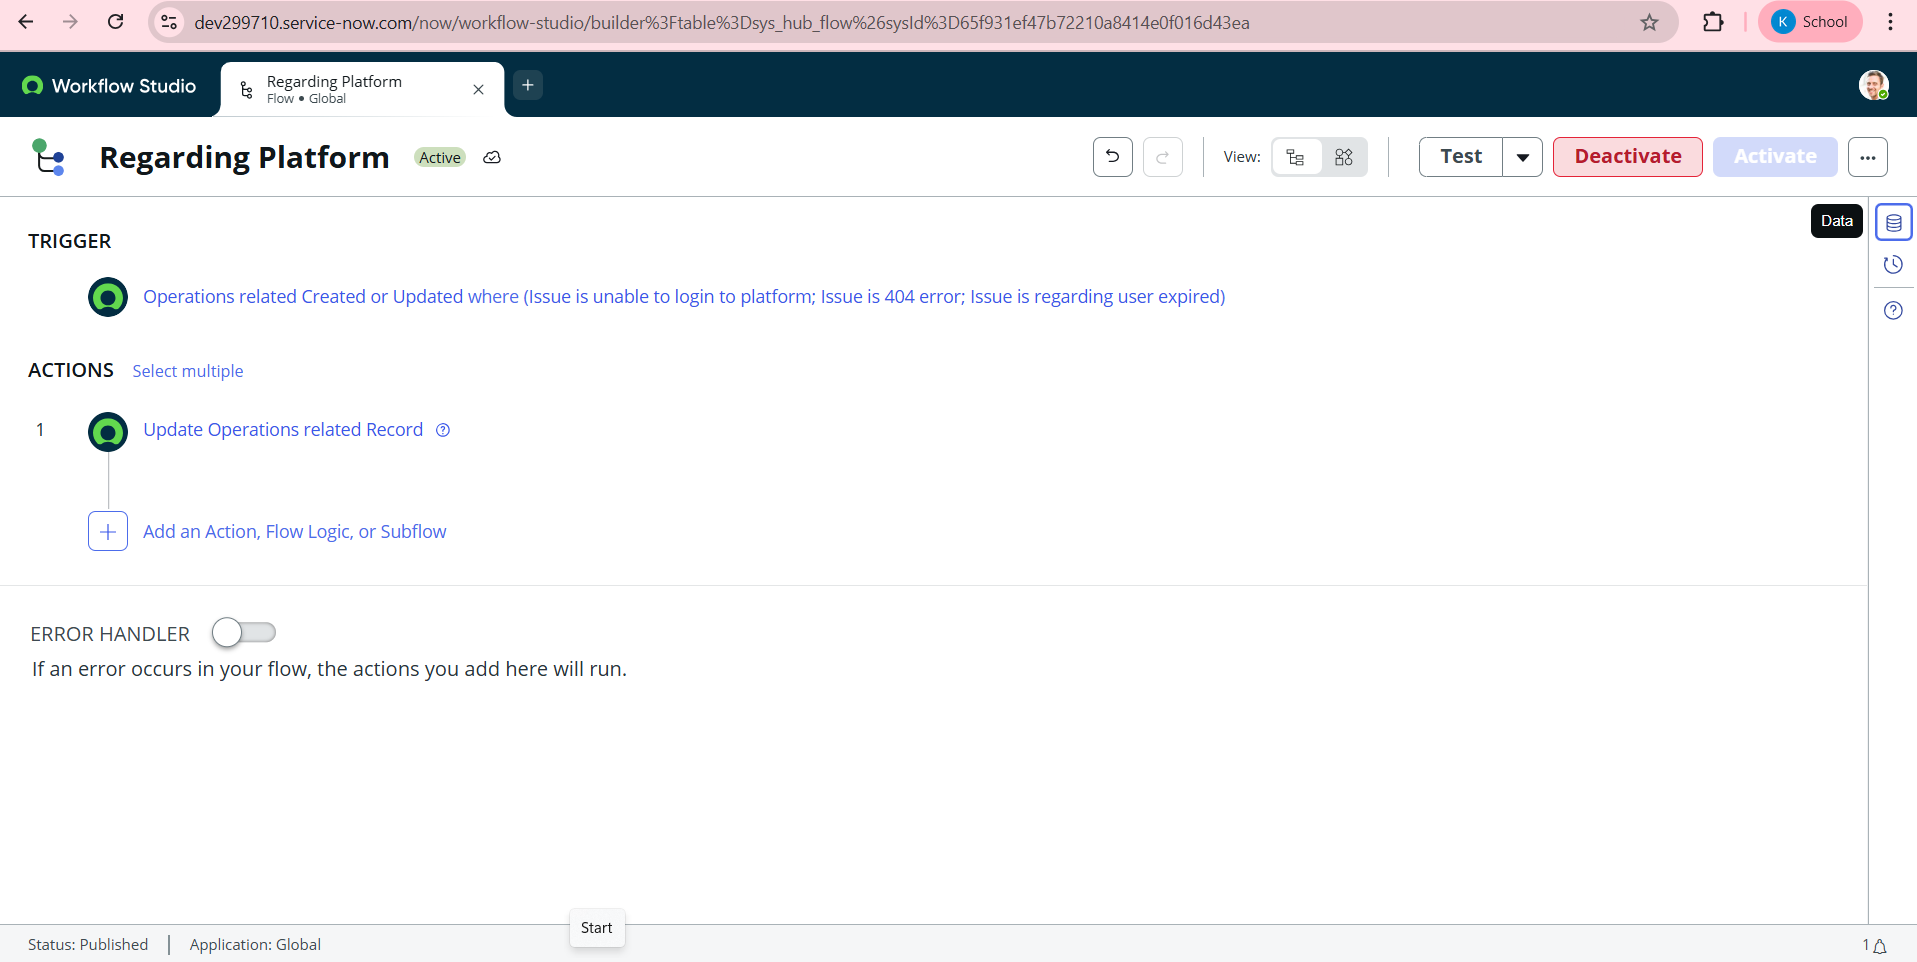 dev299710.service-now.com/now/workflow-studio/builder%3Ftable%3Dsys_hub_flow%26sysId%3D65f931ef47b72210a8414e0f016d43ea
K School
Workflow Studio
Regarding Platform
Flow • Global
Regarding Platform Active
View:
Test
Deactivate
Activate
Data
TRIGGER
Operations related Created or Updated where (Issue is unable to login to platform; Issue is 404 error; Issue is regarding user expired)
ACTIONS Select multiple
1 Update Operations related Record
Add an Action, Flow Logic, or Subflow
ERROR HANDLER
If an error occurs in your flow, the actions you add here will run.
Start
Status: Published | Application: Global
1